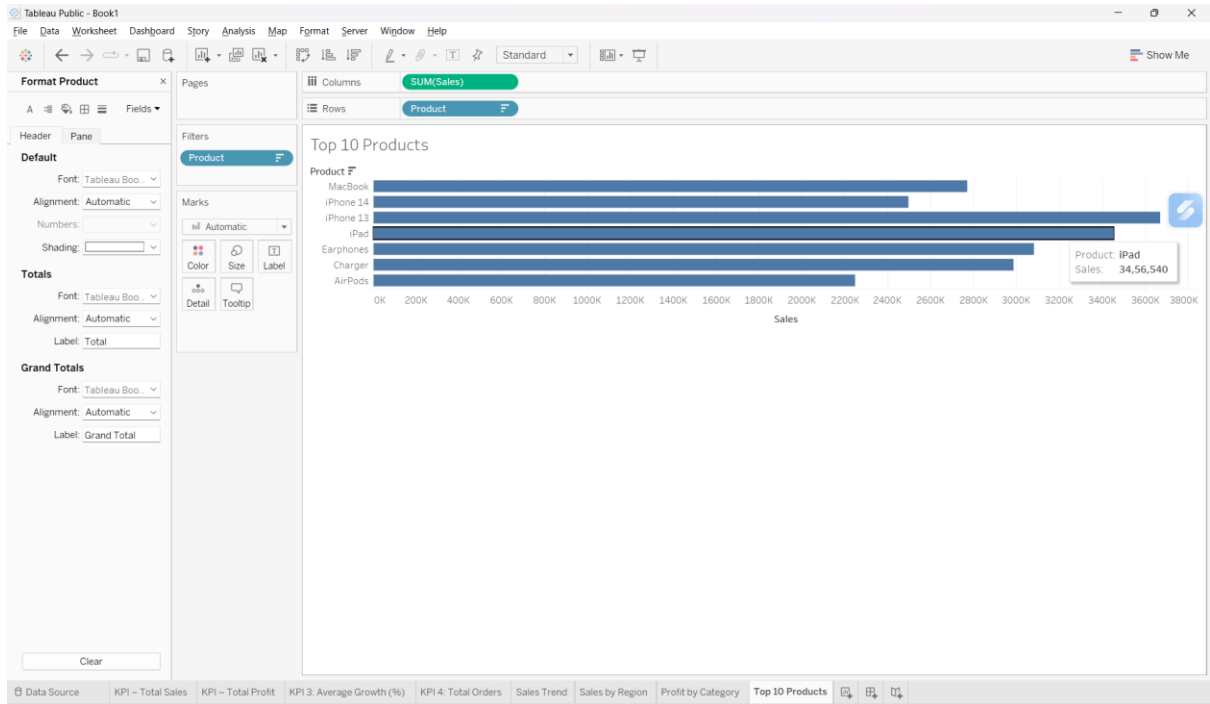 Tableau Public - Book1
File Data Worksheet Dashboard Story Analysis Map Format Server Window Help
Standard
Show Me
Format Product
Fields
Header Pane
Default
Font: Tableau Boo...
Alignment: Automatic
Numbers:
Shading:
Totals
Font: Tableau Boo...
Alignment: Automatic
Label: Total
Grand Totals
Font: Tableau Boo...
Alignment: Automatic
Label: Grand Total
Clear
Pages
Filters
Product
Marks
Automatic
Color Size Label
Detail Tooltip
Columns SUM(Sales)
Rows Product
Top 10 Products
Product
MacBook
iPhone 14
iPhone 13
iPad
Earphones
Charger
AirPods
Product: iPad
Sales: 34,56,540
0K 200K 400K 600K 800K 1000K 1200K 1400K 1600K 1800K 2000K 2200K 2400K 2600K 2800K 3000K 3200K 3400K 3600K 3800K
Sales
Data Source KPI – Total Sales KPI – Total Profit KPI 3: Average Growth (%) KPI 4: Total Orders Sales Trend Sales by Region Profit by Category Top 10 Products